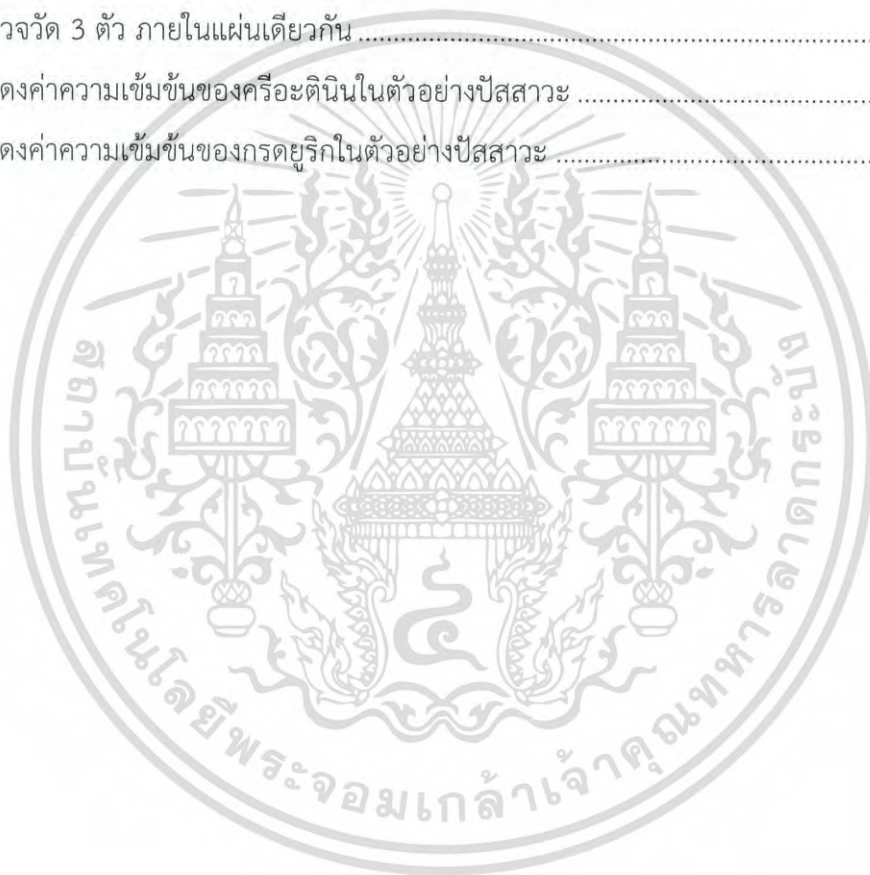 วจวัด 3 ตัว ภายในแผ่นเดียวกัน ................................................................
ดงค่าความเข้มข้นของครีอะตินินในตัวอย่างปัสสาวะ ................................................................
ดงค่าความเข้มข้นของกรดยูริกในตัวอย่างปัสสาวะ ................................................................
สถาบันเทคโนโลยีพระจอมเกล้าเจ้าคุณทหารลาดกระบัง
๔